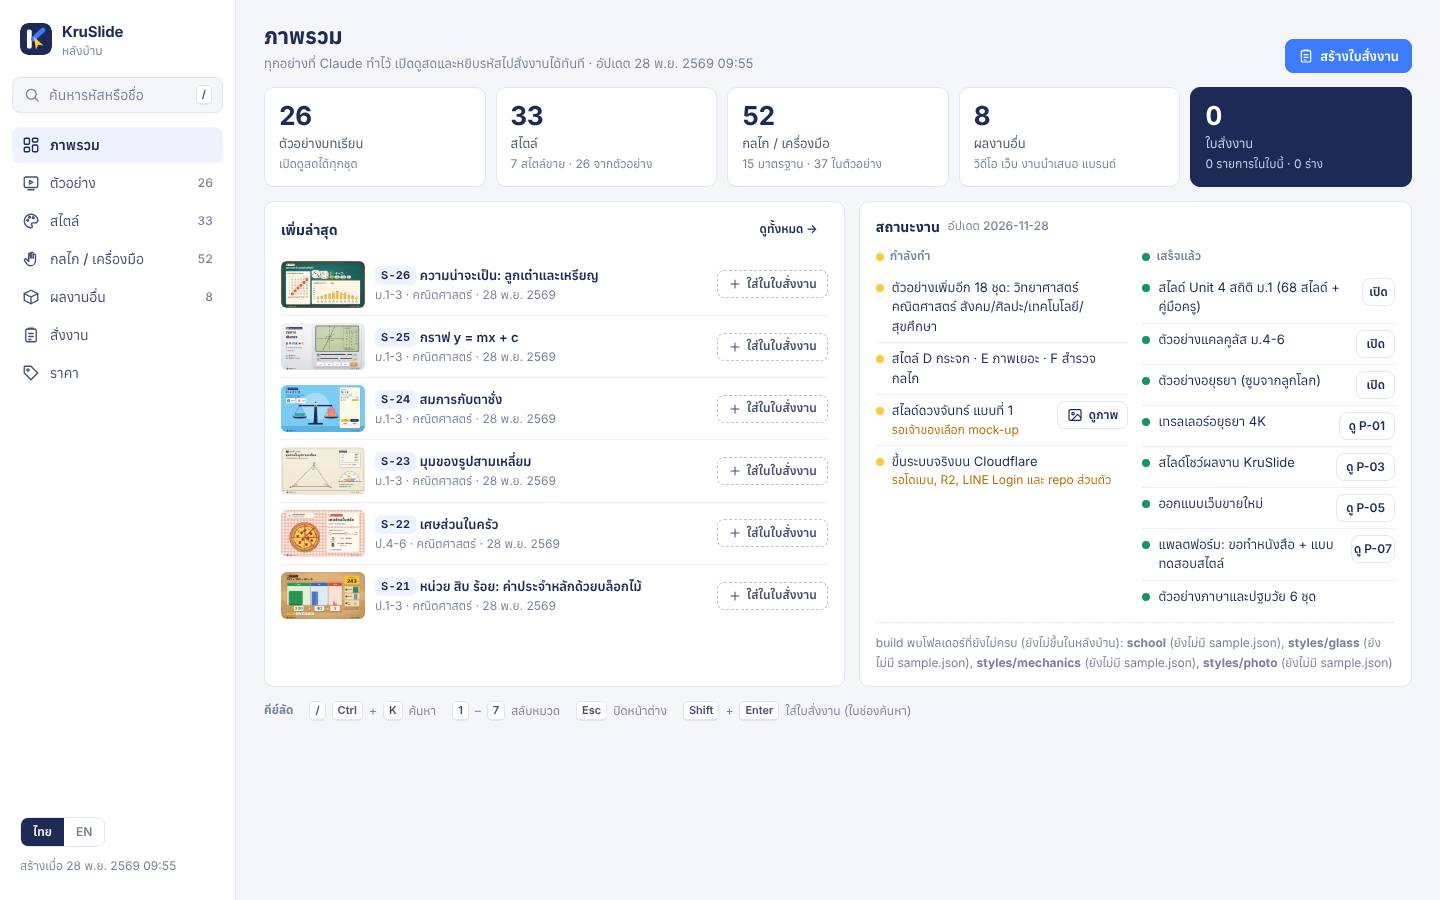 KruSlide
หลังบ้าน
ค้นหารหัสหรือชื่อ /
ภาพรวม
ตัวอย่าง 26
สไตล์ 33
กลไก / เครื่องมือ 52
ผลงานอื่น 8
สั่งงาน
ราคา
ไทย EN
สร้างเมื่อ 28 พ.ย. 2569 09:55
ภาพรวม
ทุกอย่างที่ Claude ทำไว้ เปิดดูสดและหยิบรหัสไปสั่งงานได้ทันที · อัปเดต 28 พ.ย. 2569 09:55
สร้างใบสั่งงาน
26
ตัวอย่างบทเรียน
เปิดดูสดได้ทุกชุด
33
สไตล์
7 สไตล์ขาย · 26 จากตัวอย่าง
52
กลไก / เครื่องมือ
15 มาตรฐาน · 37 ในตัวอย่าง
8
ผลงานอื่น
วิดีโอ เว็บ งานนำเสนอ แบรนด์
0
ใบสั่งงาน
0 รายการในใบนี้ · 0 ร่าง
เพิ่มล่าสุด
ดูทั้งหมด →
S-26 ความน่าจะเป็น: ลูกเต๋าและเหรียญ
ม.1-3 · คณิตศาสตร์ · 28 พ.ย. 2569
+ ใส่ในใบสั่งงาน
S-25 กราฟ y = mx + c
ม.1-3 · คณิตศาสตร์ · 28 พ.ย. 2569
+ ใส่ในใบสั่งงาน
S-24 สมการกับตาชั่ง
ม.1-3 · คณิตศาสตร์ · 28 พ.ย. 2569
+ ใส่ในใบสั่งงาน
S-23 มุมของรูปสามเหลี่ยม
ม.1-3 · คณิตศาสตร์ · 28 พ.ย. 2569
+ ใส่ในใบสั่งงาน
S-22 เศษส่วนในครัว
ป.4-6 · คณิตศาสตร์ · 28 พ.ย. 2569
+ ใส่ในใบสั่งงาน
S-21 หน่วย สิบ ร้อย: ค่าประจำหลักด้วยบล็อกไม้
ป.1-3 · คณิตศาสตร์ · 28 พ.ย. 2569
+ ใส่ในใบสั่งงาน
สถานะงาน อัปเดต 2026-11-28
กำลังทำ
ตัวอย่างเพิ่มอีก 18 ชุด: วิทยาศาสตร์
คณิตศาสตร์ สังคม/ศิลปะ/เทคโนโลยี/
สุขศึกษา
สไตล์ D กระจก · E ภาพเยอะ · F สำรวจ
กลไก
สไลด์ดวงจันทร์ แบบที่ 1
รอเจ้าของเลือก mock-up
ดูภาพ
ขึ้นระบบจริงบน Cloudflare
รอโดเมน, R2, LINE Login และ repo ส่วนตัว
เสร็จแล้ว
สไลด์ Unit 4 สถิติ ม.1 (68 สไลด์ +
คู่มือครู)
เปิด
ตัวอย่างแคลคูลัส ม.4-6
เปิด
ตัวอย่างอยุธยา (ซูมจากลูกโลก)
เปิด
เทรลเลอร์อยุธยา 4K
ดู P-01
สไลด์โชว์ผลงาน KruSlide
ดู P-03
ออกแบบเว็บขายใหม่
ดู P-05
แพลตฟอร์ม: ขอทำหนังสือ + แบบ
ทดสอบสไตล์
ดู P-07
ตัวอย่างภาษาและปฐมวัย 6 ชุด
build พบโฟลเดอร์ที่ยังไม่ครบ (ยังไม่ขึ้นในหลังบ้าน): school (ยังไม่มี sample.json), styles/glass (ยัง
ไม่มี sample.json), styles/mechanics (ยังไม่มี sample.json), styles/photo (ยังไม่มี sample.json)
คีย์ลัด / Ctrl + K ค้นหา 1 – 7 สลับหมวด Esc ปิดหน้าต่าง Shift + Enter ใส่ใบสั่งงาน (ในช่องค้นหา)